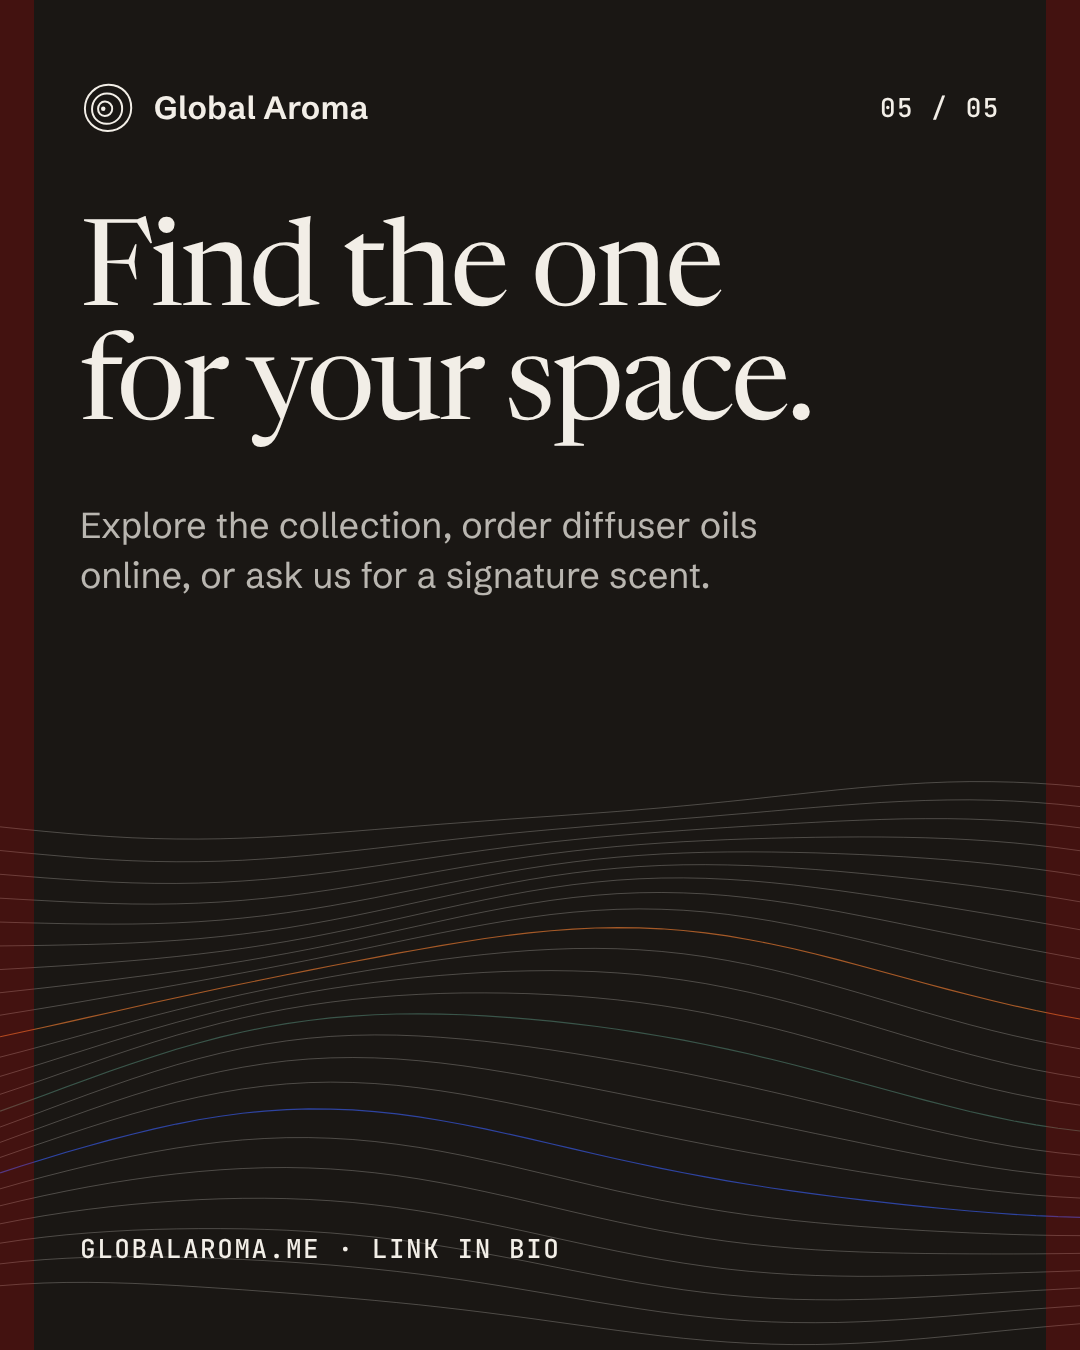 Global Aroma
05 / 05
Find the one
for your space.
Explore the collection, order diffuser oils
online, or ask us for a signature scent.
GLOBALAROMA.ME · LINK IN BIO